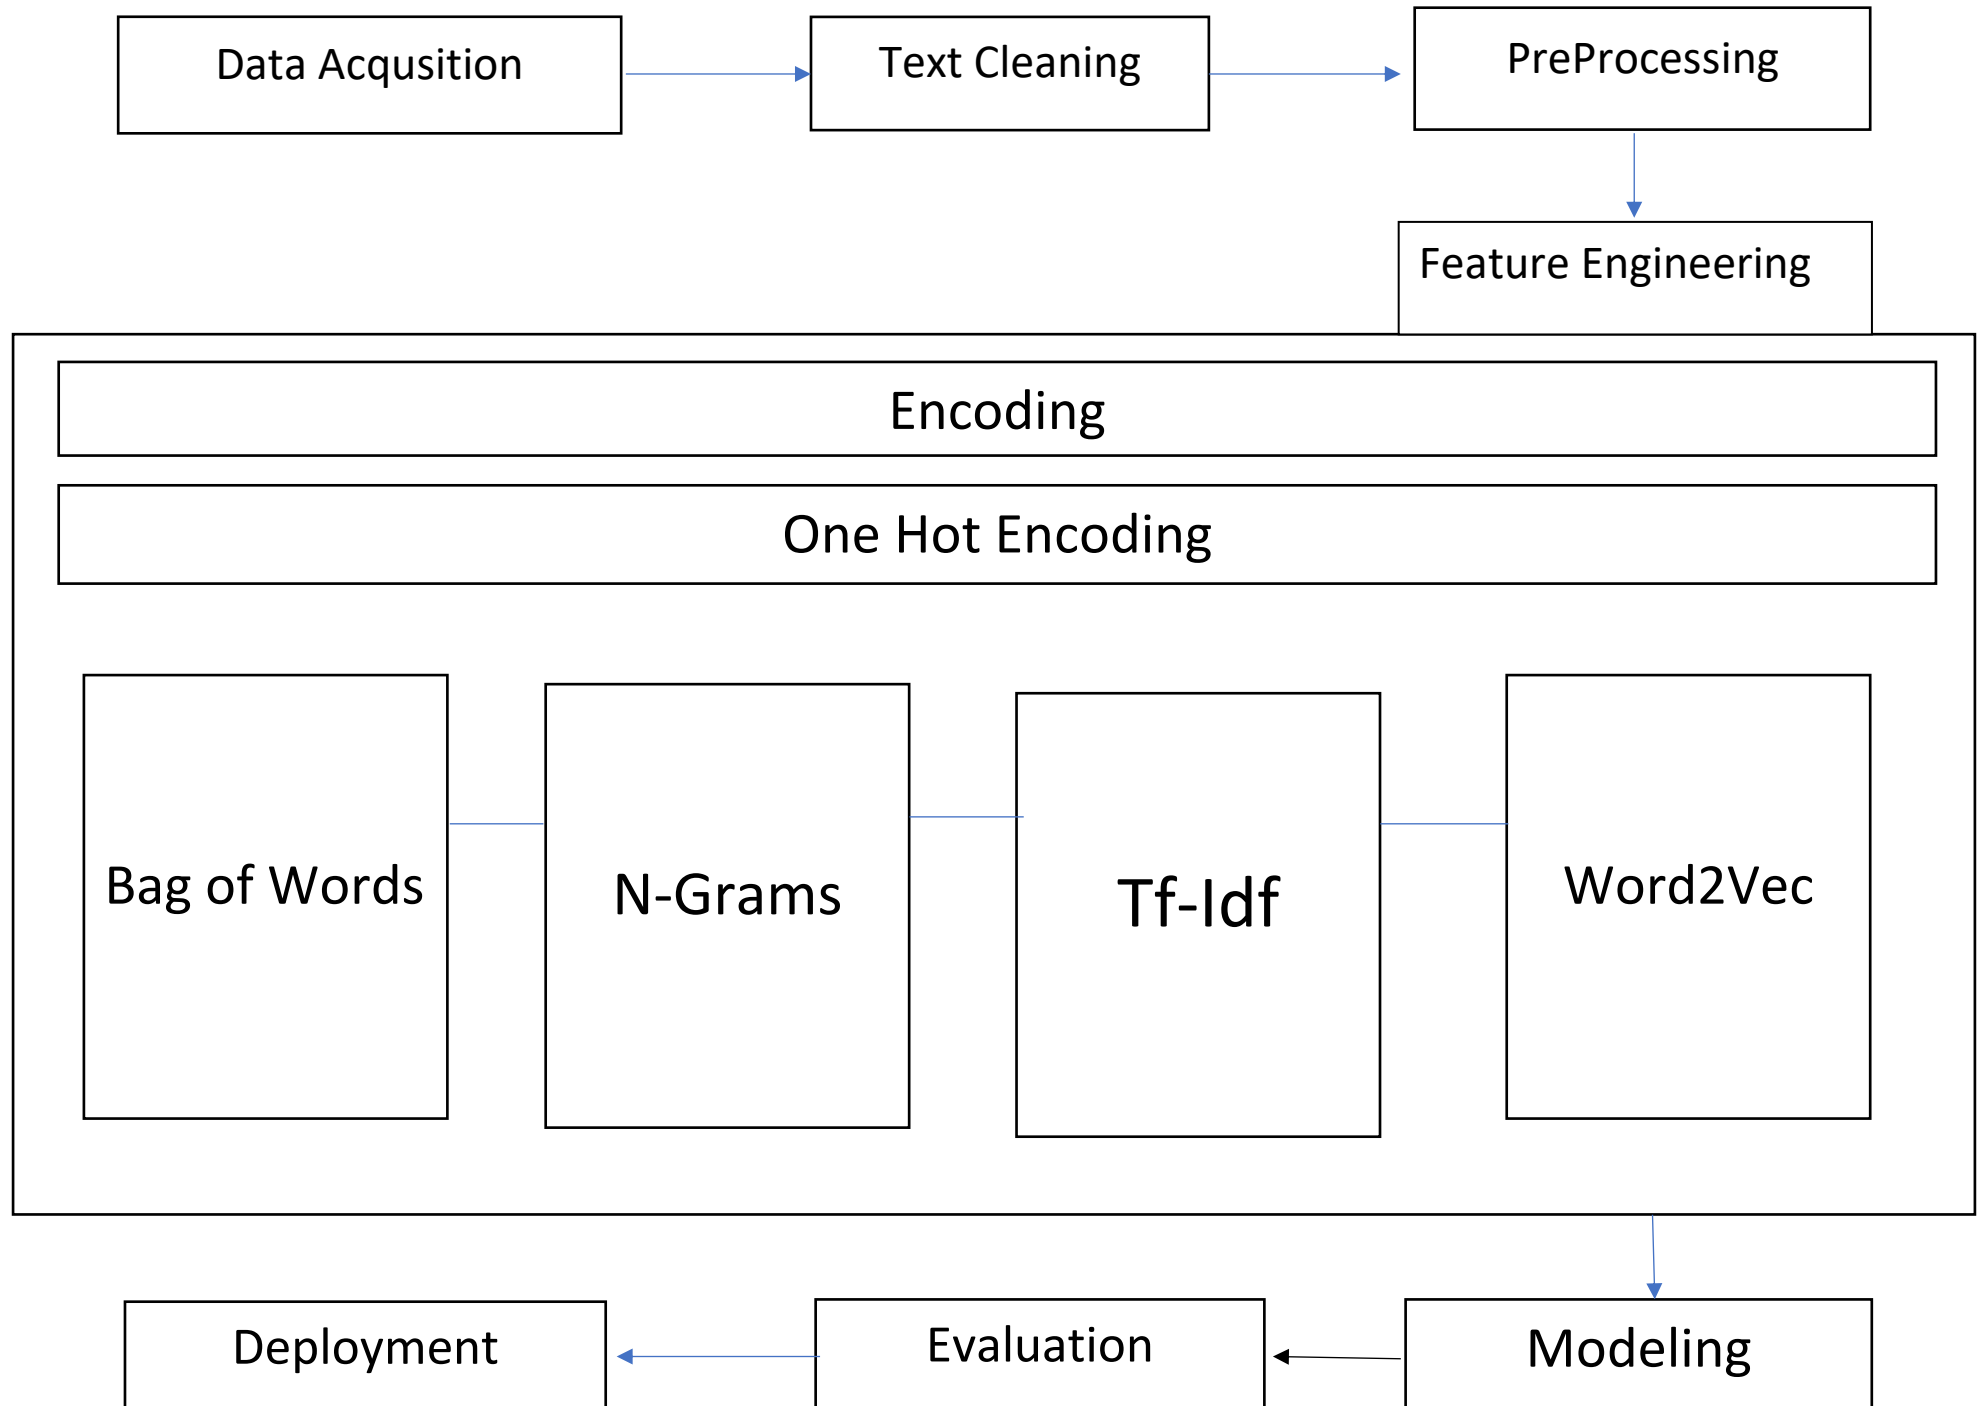 Data Acqusition
Text Cleaning
PreProcessing
Feature Engineering
Encoding
One Hot Encoding
Bag of Words
N-Grams
Tf-Idf
Word2Vec
Deployment
Evaluation
Modeling